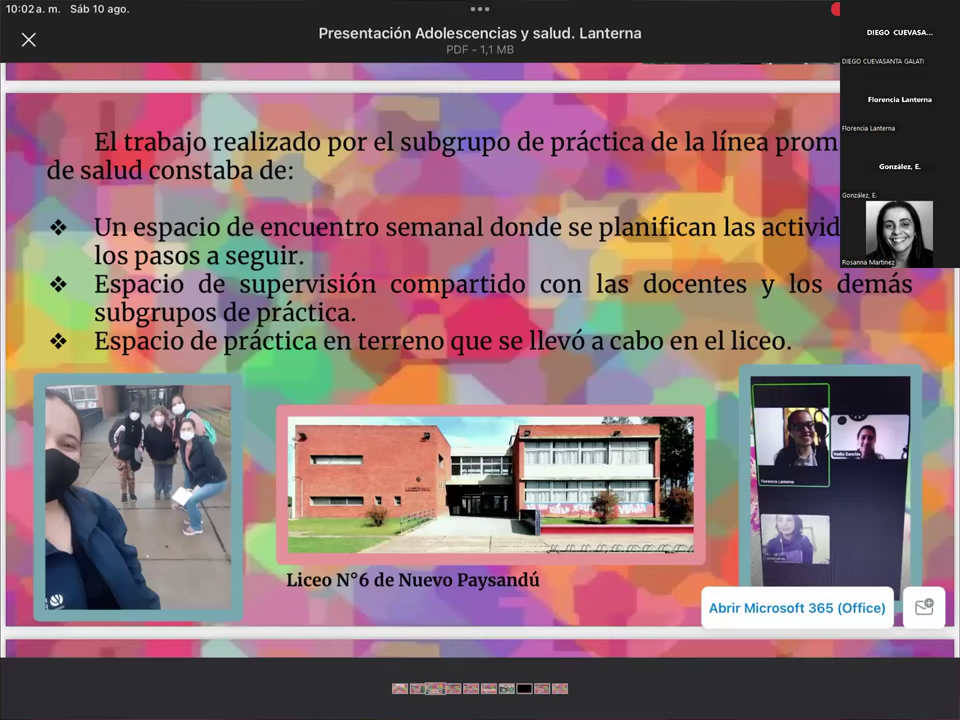 10:02 a. m. Sáb 10 ago.
Presentación Adolescencias y salud. Lanterna
PDF - 1,1 MB
DIEGO CUEVASA...
DIEGO CUEVASANTA GALATI
Florencia Lanterna
Florencia Lanterna
González, E.
González, E.
Rosanna Martinez
El trabajo realizado por el subgrupo de práctica de la línea prom
de salud constaba de:
❖ Un espacio de encuentro semanal donde se planifican las activid
los pasos a seguir.
❖ Espacio de supervisión compartido con las docentes y los demás
subgrupos de práctica.
❖ Espacio de práctica en terreno que se llevó a cabo en el liceo.
Florencia Lanterna
Liceo N°6 de Nuevo Paysandú
Abrir Microsoft 365 (Office)